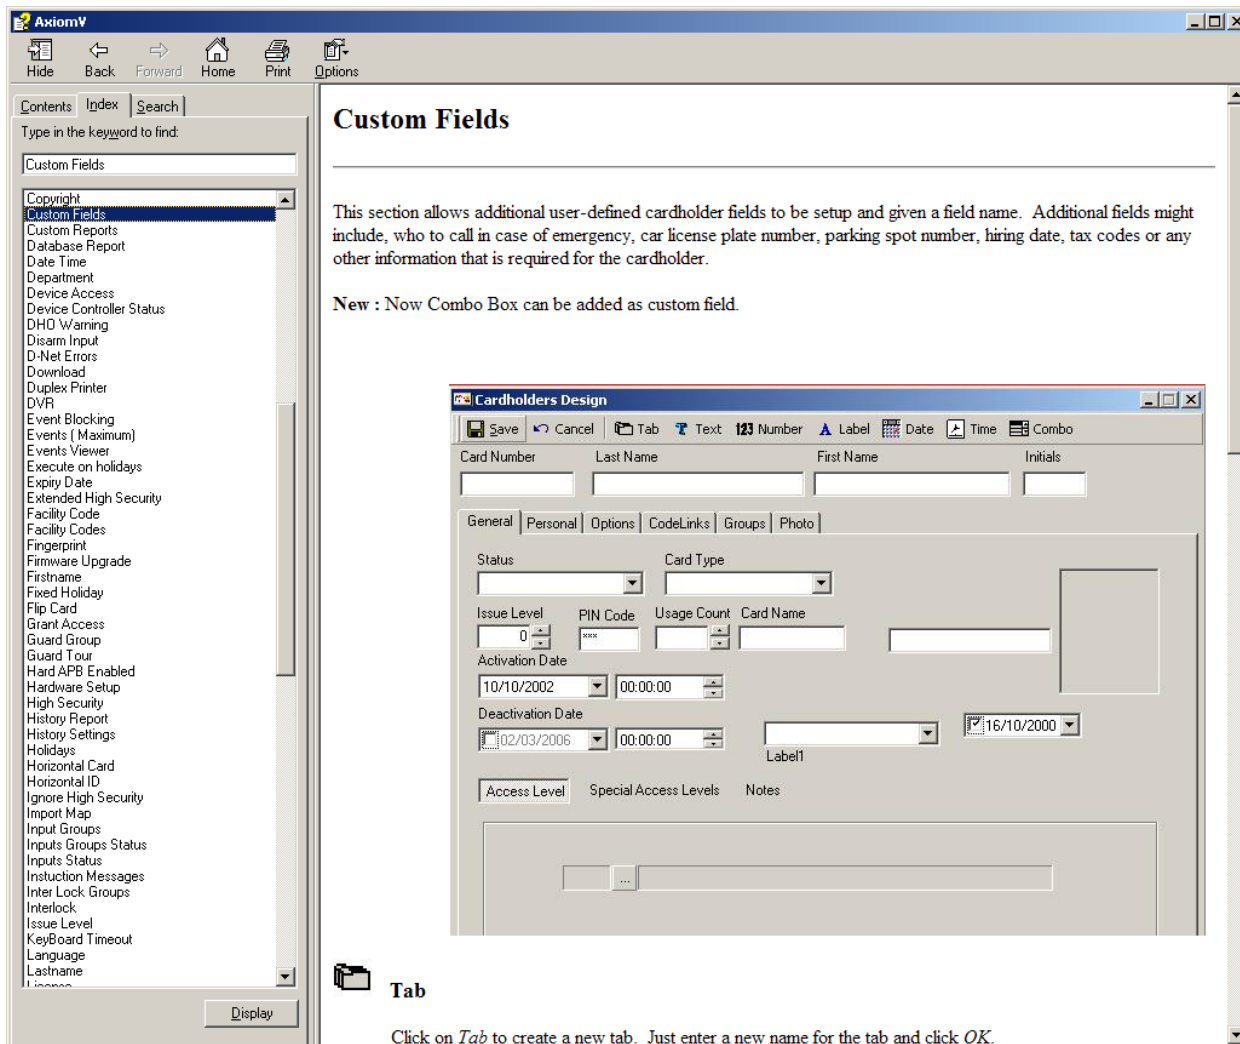 AxiomV
Hide Back Forward Home Print Options
Contents Index Search
Type in the keyword to find:
Custom Fields
Copyright
Custom Fields
Custom Reports
Database Report
Date Time
Department
Device Access
Device Controller Status
DHO Warning
Disarm Input
D-Net Errors
Download
Duplex Printer
DVR
Event Blocking
Events ( Maximum)
Events Viewer
Execute on holidays
Expiry Date
Extended High Security
Facility Code
Facility Codes
Fingerprint
Firmware Upgrade
Firstname
Fixed Holiday
Flip Card
Grant Access
Guard Group
Guard Tour
Hard APB Enabled
Hardware Setup
High Security
History Report
History Settings
Holidays
Horizontal Card
Horizontal ID
Ignore High Security
Import Map
Input Groups
Inputs Groups Status
Inputs Status
Instuction Messages
Inter Lock Groups
Interlock
Issue Level
KeyBoard Timeout
Language
Lastname
Display
Custom Fields
This section allows additional user-defined cardholder fields to be setup and given a field name. Additional fields might
include, who to call in case of emergency, car license plate number, parking spot number, hiring date, tax codes or any
other information that is required for the cardholder.
New : Now Combo Box can be added as custom field.
Cardholders Design
Save Cancel Tab Text 123 Number A Label Date Time Combo
Card Number Last Name First Name Initials
General Personal Options CodeLinks Groups Photo
Status Card Type
Issue Level PIN Code Usage Count Card Name
0 ***
Activation Date
10/10/2002 00:00:00
Deactivation Date
02/03/2006 00:00:00 16/10/2000
Label1
Access Level Special Access Levels Notes
...
Tab
Click on Tab to create a new tab. Just enter a new name for the tab and click OK.